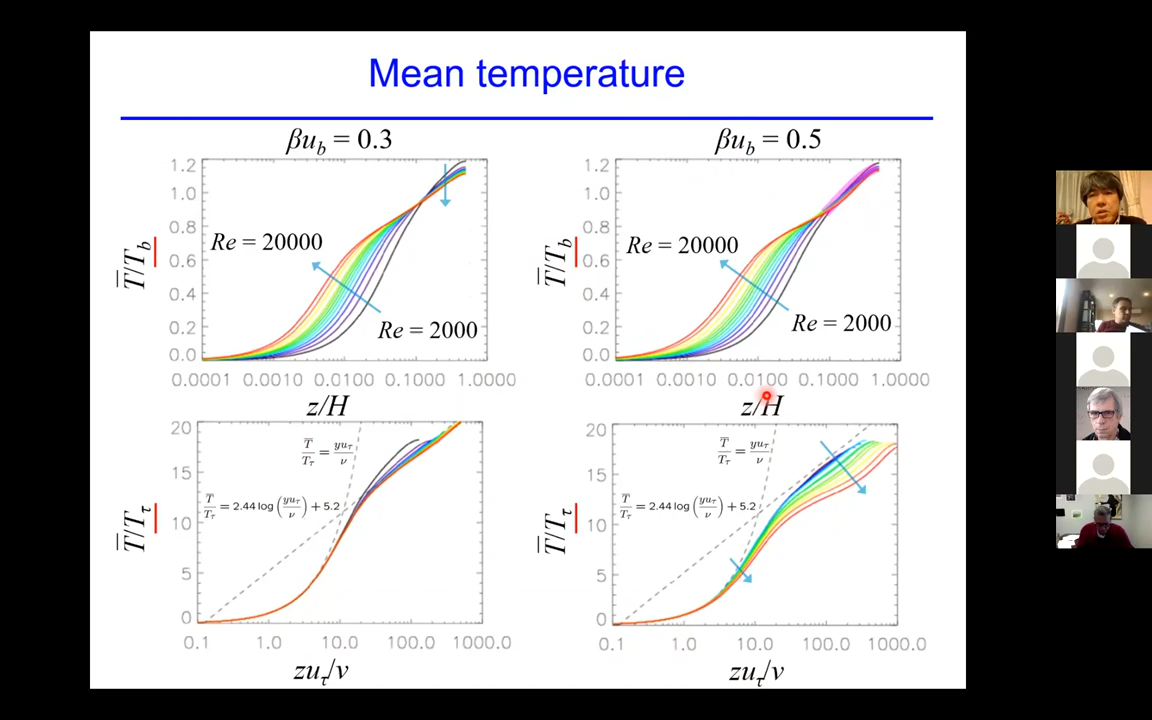 Mean temperature
βu_b = 0.3
1.2
1.0
0.8
0.6
0.4
0.2
0.0
T̅/T_b
Re = 20000
Re = 2000
0.0001 0.0010 0.0100 0.1000 1.0000
z/H
βu_b = 0.5
1.2
1.0
0.8
0.6
0.4
0.2
0.0
T̅/T_b
Re = 20000
Re = 2000
0.0001 0.0010 0.0100 0.1000 1.0000
z/H
20
15
10
5
0
T̅/T_τ
T̅/T_τ = yu_τ/ν
T̅/T_τ = 2.44 log (yu_τ/ν) + 5.2
0.1 1.0 10.0 100.0 1000.0
zu_τ/ν
20
15
10
5
0
T̅/T_τ
T̅/T_τ = yu_τ/ν
T̅/T_τ = 2.44 log (yu_τ/ν) + 5.2
0.1 1.0 10.0 100.0 1000.0
zu_τ/ν